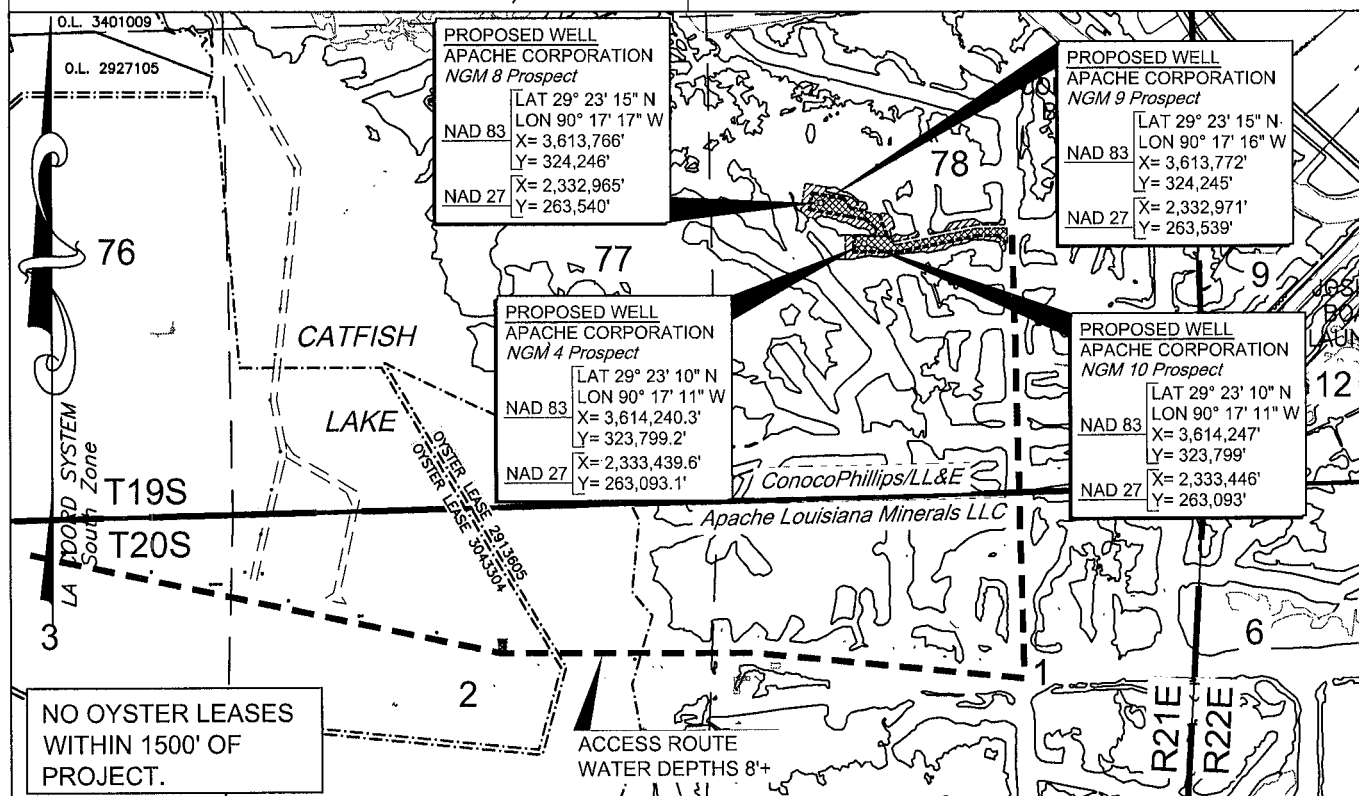 O.L. 3401009
O.L. 2927105
76
PROPOSED WELL
APACHE CORPORATION
NGM 8 Prospect
LAT 29° 23' 15" N
LON 90° 17' 17" W
NAD 83
X= 3,613,766'
Y= 324,246'
NAD 27
X= 2,332,965'
Y= 263,540'
PROPOSED WELL
APACHE CORPORATION
NGM 9 Prospect
LAT 29° 23' 15" N
LON 90° 17' 16" W
NAD 83
X= 3,613,772'
Y= 324,245'
NAD 27
X= 2,332,971'
Y= 263,539'
78
77
9
12
CATFISH
LAKE
PROPOSED WELL
APACHE CORPORATION
NGM 4 Prospect
LAT 29° 23' 10" N
LON 90° 17' 11" W
NAD 83
X= 3,614,240.3'
Y= 323,799.2'
NAD 27
X= 2,333,439.6'
Y= 263,093.1'
PROPOSED WELL
APACHE CORPORATION
NGM 10 Prospect
LAT 29° 23' 10" N
LON 90° 17' 11" W
NAD 83
X= 3,614,247'
Y= 323,799'
NAD 27
X= 2,333,446'
Y= 263,093'
OYSTER LEASE 2913605
OYSTER LEASE 3043304
ConocoPhillips/LL&E
Apache Louisiana Minerals LLC
LA COORD SYSTEM
South Zone
T19S
T20S
3
2
1
6
R21E
R22E
NO OYSTER LEASES
WITHIN 1500' OF
PROJECT.
ACCESS ROUTE
WATER DEPTHS 8'+